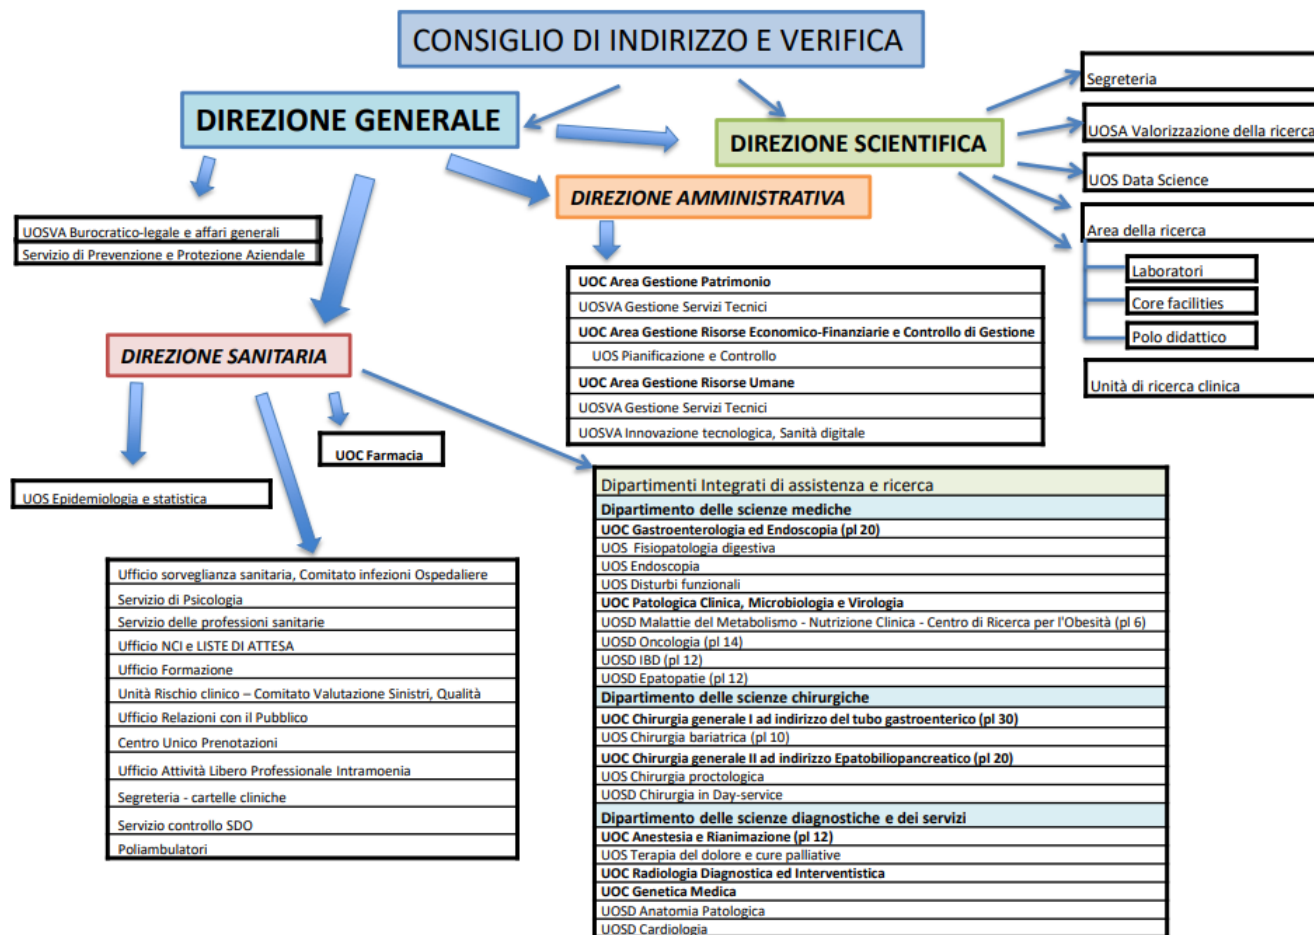 CONSIGLIO DI INDIRIZZO E VERIFICA
DIREZIONE GENERALE
DIREZIONE SCIENTIFICA
Segreteria
UOSA Valorizzazione della ricerca
UOS Data Science
Area della ricerca
Laboratori
Core facilities
Polo didattico
Unità di ricerca clinica
DIREZIONE AMMINISTRATIVA
UOSVA Burocratico-legale e affari generali
Servizio di Prevenzione e Protezione Aziendale
UOC Area Gestione Patrimonio
UOSVA Gestione Servizi Tecnici
UOC Area Gestione Risorse Economico-Finanziarie e Controllo di Gestione
UOS Pianificazione e Controllo
UOC Area Gestione Risorse Umane
UOSVA Gestione Servizi Tecnici
UOSVA Innovazione tecnologica, Sanità digitale
DIREZIONE SANITARIA
UOC Farmacia
UOS Epidemiologia e statistica
Ufficio sorveglianza sanitaria, Comitato infezioni Ospedaliere
Servizio di Psicologia
Servizio delle professioni sanitarie
Ufficio NCI e LISTE DI ATTESA
Ufficio Formazione
Unità Rischio clinico – Comitato Valutazione Sinistri, Qualità
Ufficio Relazioni con il Pubblico
Centro Unico Prenotazioni
Ufficio Attività Libero Professionale Intramoenia
Segreteria - cartelle cliniche
Servizio controllo SDO
Poliambulatori
Dipartimenti Integrati di assistenza e ricerca
Dipartimento delle scienze mediche
UOC Gastroenterologia ed Endoscopia (pl 20)
UOS Fisiopatologia digestiva
UOS Endoscopia
UOS Disturbi funzionali
UOC Patologica Clinica, Microbiologia e Virologia
UOSD Malattie del Metabolismo - Nutrizione Clinica - Centro di Ricerca per l'Obesità (pl 6)
UOSD Oncologia (pl 14)
UOSD IBD (pl 12)
UOSD Epatopatie (pl 12)
Dipartimento delle scienze chirurgiche
UOC Chirurgia generale I ad indirizzo del tubo gastroenterico (pl 30)
UOS Chirurgia bariatrica (pl 10)
UOC Chirurgia generale II ad indirizzo Epatobiliopancreatico (pl 20)
UOS Chirurgia proctologica
UOSD Chirurgia in Day-service
Dipartimento delle scienze diagnostiche e dei servizi
UOC Anestesia e Rianimazione (pl 12)
UOS Terapia del dolore e cure palliative
UOC Radiologia Diagnostica ed Interventistica
UOC Genetica Medica
UOSD Anatomia Patologica
UOSD Cardiologia